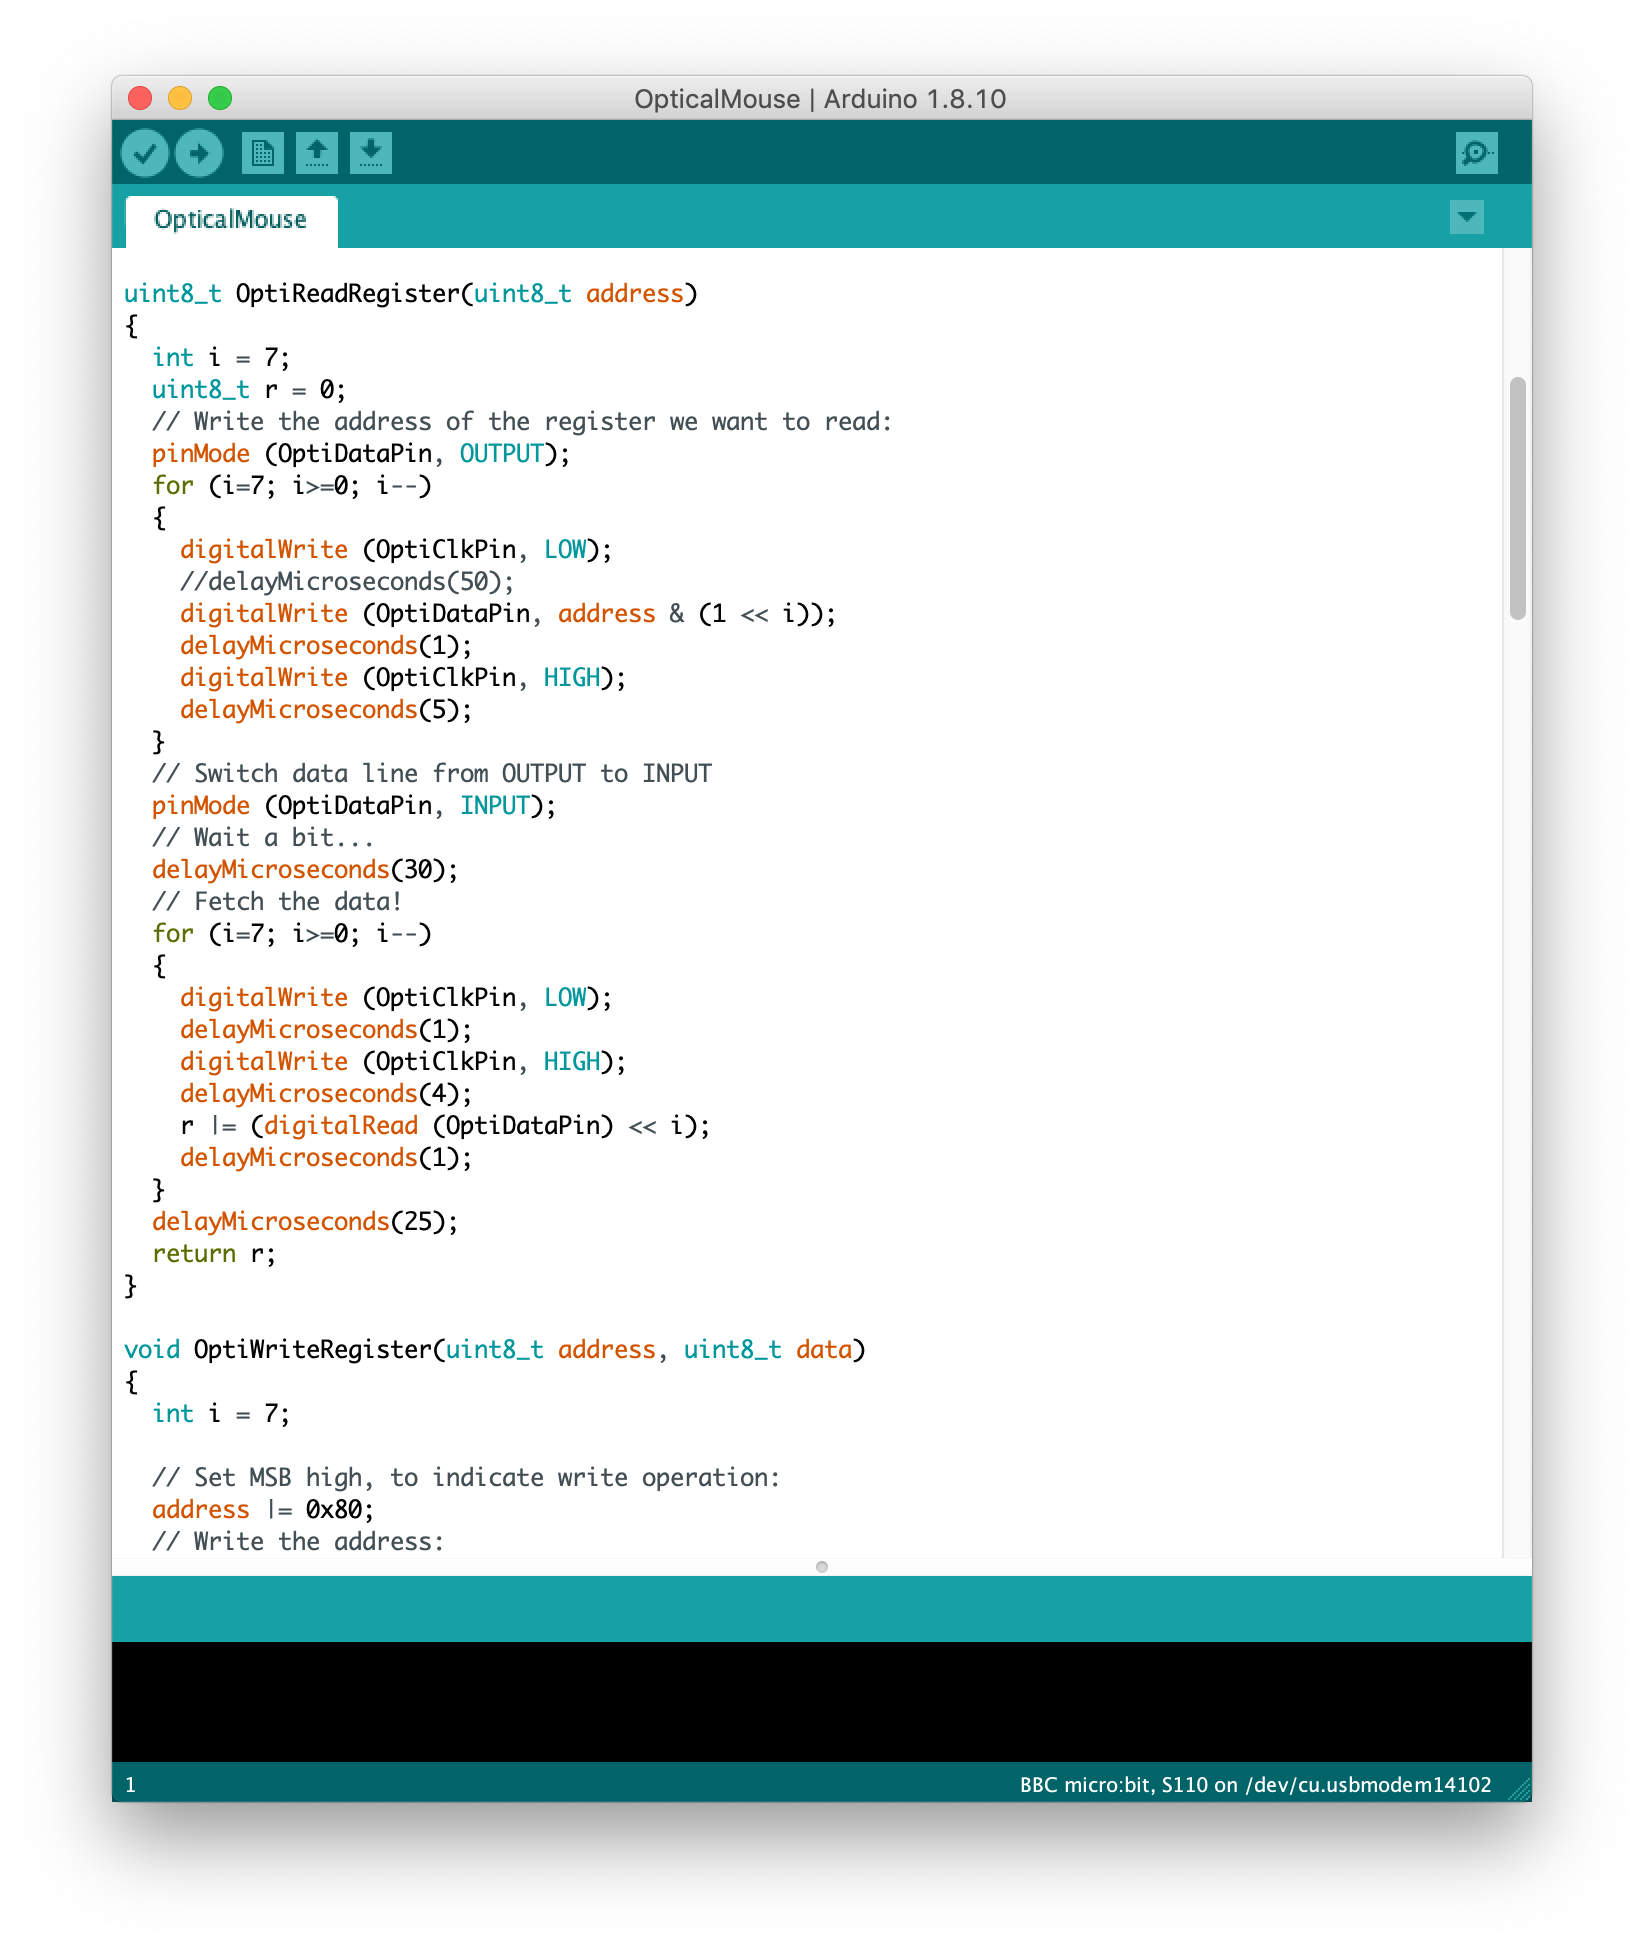 OpticalMouse | Arduino 1.8.10
OpticalMouse
uint8_t OptiReadRegister(uint8_t address)
{
  int i = 7;
  uint8_t r = 0;
  // Write the address of the register we want to read:
  pinMode (OptiDataPin, OUTPUT);
  for (i=7; i>=0; i--)
  {
    digitalWrite (OptiClkPin, LOW);
    //delayMicroseconds(50);
    digitalWrite (OptiDataPin, address & (1 << i));
    delayMicroseconds(1);
    digitalWrite (OptiClkPin, HIGH);
    delayMicroseconds(5);
  }
  // Switch data line from OUTPUT to INPUT
  pinMode (OptiDataPin, INPUT);
  // Wait a bit...
  delayMicroseconds(30);
  // Fetch the data!
  for (i=7; i>=0; i--)
  {
    digitalWrite (OptiClkPin, LOW);
    delayMicroseconds(1);
    digitalWrite (OptiClkPin, HIGH);
    delayMicroseconds(4);
    r |= (digitalRead (OptiDataPin) << i);
    delayMicroseconds(1);
  }
  delayMicroseconds(25);
  return r;
}
void OptiWriteRegister(uint8_t address, uint8_t data)
{
  int i = 7;
  // Set MSB high, to indicate write operation:
  address |= 0x80;
  // Write the address:
1
BBC micro:bit, S110 on /dev/cu.usbmodem14102